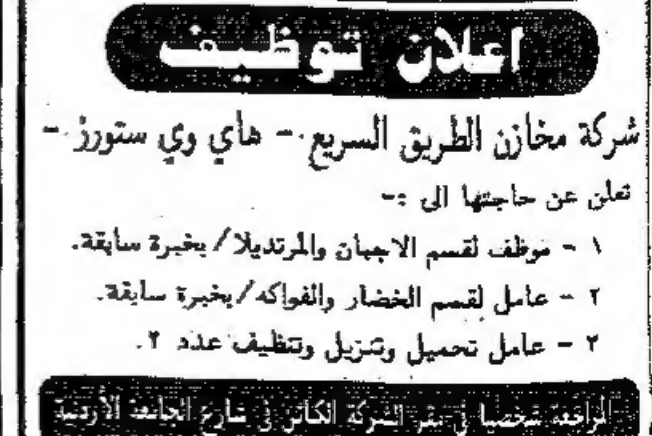 اعلان توظيف
شركة مخازن الطريق السريع - هاي وي ستورز -
تعلن عن حاجتها الى :-
١ - موظف لقسم الاجبان والمرتديلا/ بخبرة سابقة.
٢ - عامل لقسم الخضار والفواكه/ بخبرة سابقة.
٣ - عامل تحميل وتنزيل وتنظيف عدد ٢.
المراجعة شخصيا في مقر الشركة الكائن في شارع الجامعة الأردنية